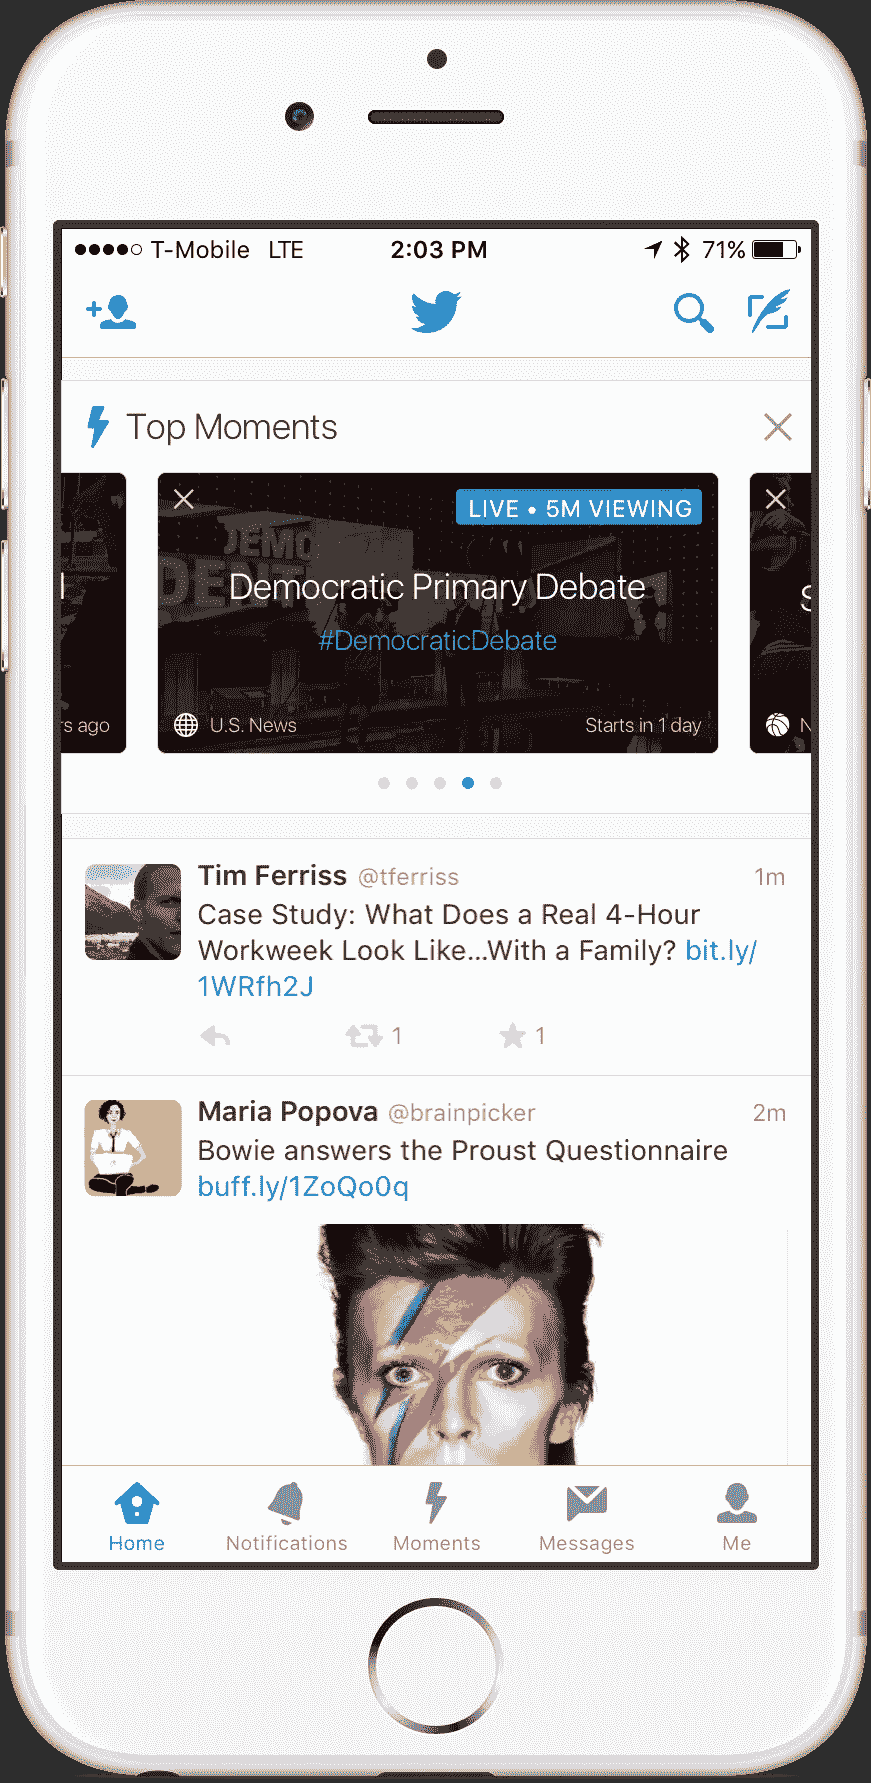 T-Mobile LTE 2:03 PM 71%
Top Moments
LIVE • 5M VIEWING
DEMO
DENT
Democratic Primary Debate
#DemocraticDebate
rs ago
U.S. News
Starts in 1 day
Tim Ferriss @tferriss 1m
Case Study: What Does a Real 4-Hour
Workweek Look Like...With a Family? bit.ly/
1WRfh2J
1 1
Maria Popova @brainpicker 2m
Bowie answers the Proust Questionnaire
buff.ly/1ZoQo0q
Home Notifications Moments Messages Me